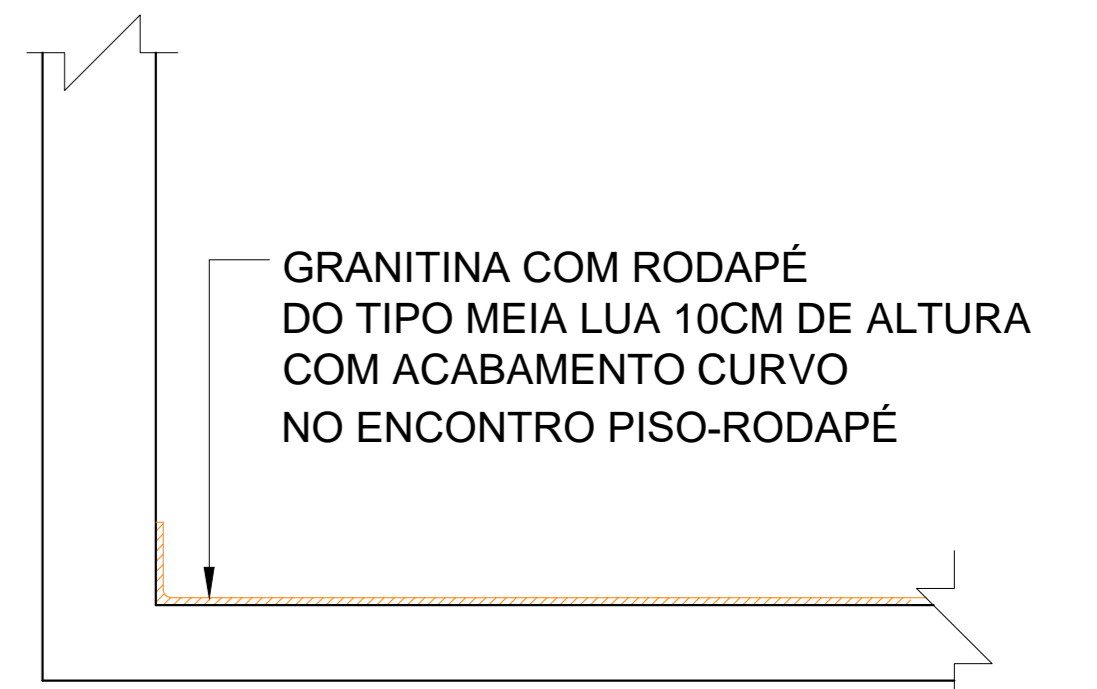 GRANITINA COM RODAPÉ
DO TIPO MEIA LUA 10CM DE ALTURA
COM ACABAMENTO CURVO
NO ENCONTRO PISO-RODAPÉ